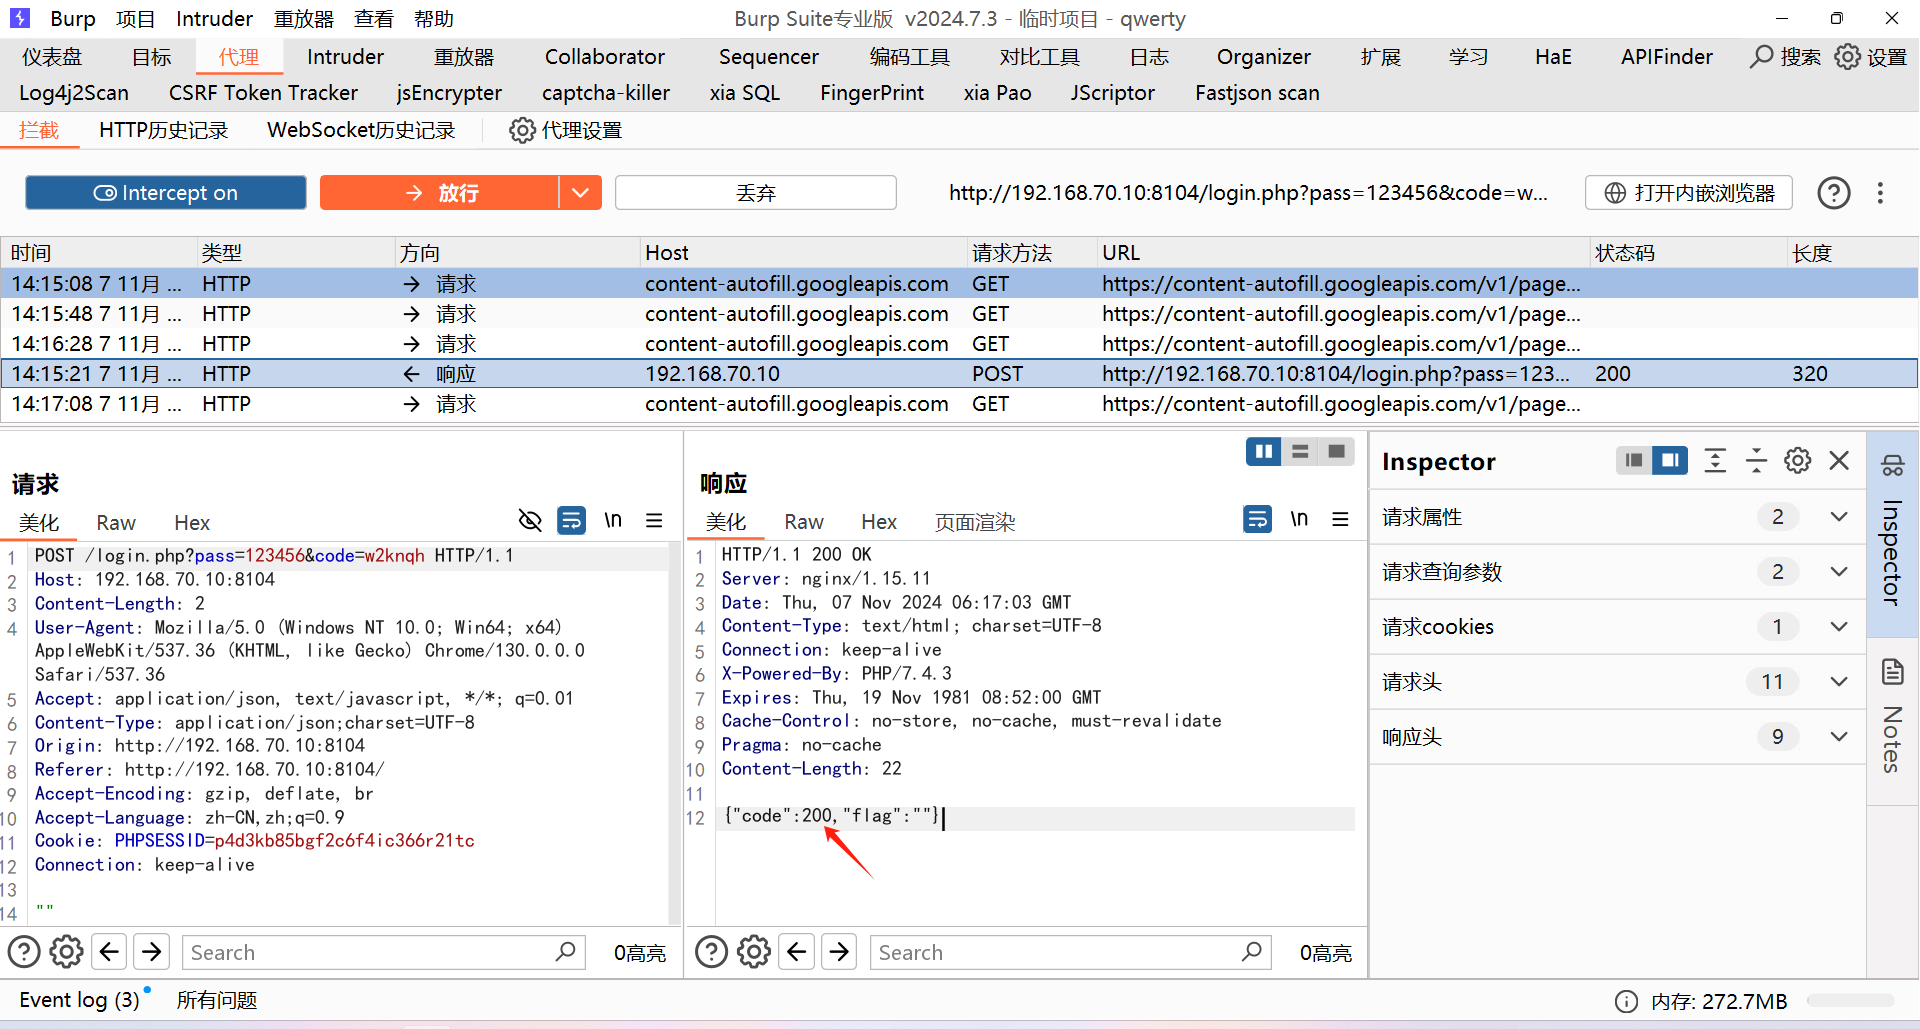 Burp 项目 Intruder 重放器 查看 帮助 Burp Suite专业版 v2024.7.3 - 临时项目 - qwerty
仪表盘 目标 代理 Intruder 重放器 Collaborator Sequencer 编码工具 对比工具 日志 Organizer 扩展 学习 HaE APIFinder 搜索 设置
Log4j2Scan CSRF Token Tracker jsEncrypter captcha-killer xia SQL FingerPrint xia Pao JScriptor Fastjson scan
拦截 HTTP历史记录 WebSocket历史记录 代理设置
Intercept on 放行 丢弃 http://192.168.70.10:8104/login.php?pass=123456&code=w... 打开内嵌浏览器
时间 类型 方向 Host 请求方法 URL 状态码 长度
14:15:08 7 11月 ... HTTP → 请求 content-autofill.googleapis.com GET https://content-autofill.googleapis.com/v1/page...
14:15:48 7 11月 ... HTTP → 请求 content-autofill.googleapis.com GET https://content-autofill.googleapis.com/v1/page...
14:16:28 7 11月 ... HTTP → 请求 content-autofill.googleapis.com GET https://content-autofill.googleapis.com/v1/page...
14:15:21 7 11月 ... HTTP ← 响应 192.168.70.10 POST http://192.168.70.10:8104/login.php?pass=123... 200 320
14:17:08 7 11月 ... HTTP → 请求 content-autofill.googleapis.com GET https://content-autofill.googleapis.com/v1/page...
请求
美化 Raw Hex \n
1 POST /login.php?pass=123456&code=w2knqh HTTP/1.1
2 Host: 192.168.70.10:8104
3 Content-Length: 2
4 User-Agent: Mozilla/5.0 (Windows NT 10.0; Win64; x64)
AppleWebKit/537.36 (KHTML, like Gecko) Chrome/130.0.0.0
Safari/537.36
5 Accept: application/json, text/javascript, */*; q=0.01
6 Content-Type: application/json;charset=UTF-8
7 Origin: http://192.168.70.10:8104
8 Referer: http://192.168.70.10:8104/
9 Accept-Encoding: gzip, deflate, br
10 Accept-Language: zh-CN,zh;q=0.9
11 Cookie: PHPSESSID=p4d3kb85bgf2c6f4ic366r21tc
12 Connection: keep-alive
13
14 ""
Search 0高亮
响应
美化 Raw Hex 页面渲染 \n
1 HTTP/1.1 200 OK
2 Server: nginx/1.15.11
3 Date: Thu, 07 Nov 2024 06:17:03 GMT
4 Content-Type: text/html; charset=UTF-8
5 Connection: keep-alive
6 X-Powered-By: PHP/7.4.3
7 Expires: Thu, 19 Nov 1981 08:52:00 GMT
8 Cache-Control: no-store, no-cache, must-revalidate
9 Pragma: no-cache
10 Content-Length: 22
11
12 {"code":200,"flag":""}
Search 0高亮
Inspector
请求属性 2
请求查询参数 2
请求cookies 1
请求头 11
响应头 9
Inspector
Notes
Event log (3) 所有问题 内存: 272.7MB